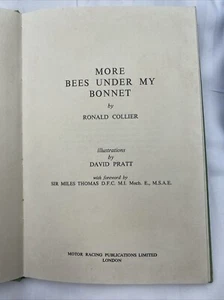 MORE
BEES UNDER MY
BONNET
by
RONALD COLLIER
illustrations
by
DAVID PRATT
with foreword by
SIR MILES THOMAS D.F.C. M.I. Mech. E., M.S.A.E.
MOTOR RACING PUBLICATIONS LIMITED
LONDON